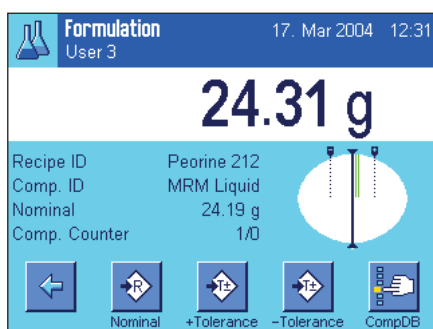 Formulation
17. Mar 2004 12:31
User 3
24.31 g
Recipe ID Peorine 212
Comp. ID MRM Liquid
Nominal 24.19 g
Comp. Counter 1/0
R T± T±
Nominal +Tolerance −Tolerance CompDB